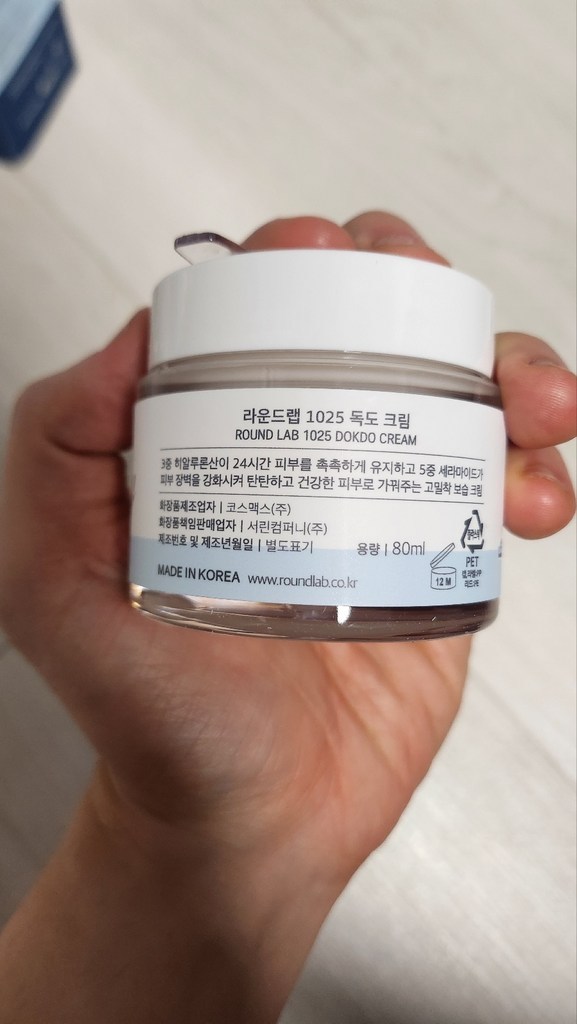 라운드랩 1025 독도 크림
ROUND LAB 1025 DOKDO CREAM
3중 히알루론산이 24시간 피부를 촉촉하게 유지하고 5중 세라마이드가
피부 장벽을 강화시켜 탄탄하고 건강한 피부로 가꿔주는 고밀착 보습 크림
화장품제조업자 | 코스맥스(주)
화장품책임판매업자 | 서린컴퍼니(주)
제조번호 및 제조년월일 | 별도표기 용량 | 80ml
MADE IN KOREA www.roundlab.co.kr
12 M
PET